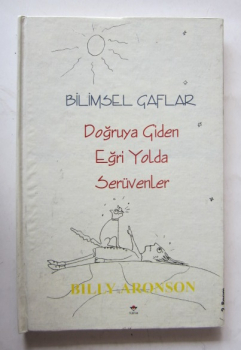 BİLİMSEL GAFLAR
Doğruya Giden
Eğri Yolda
Serüvenler
BILLY ARONSON